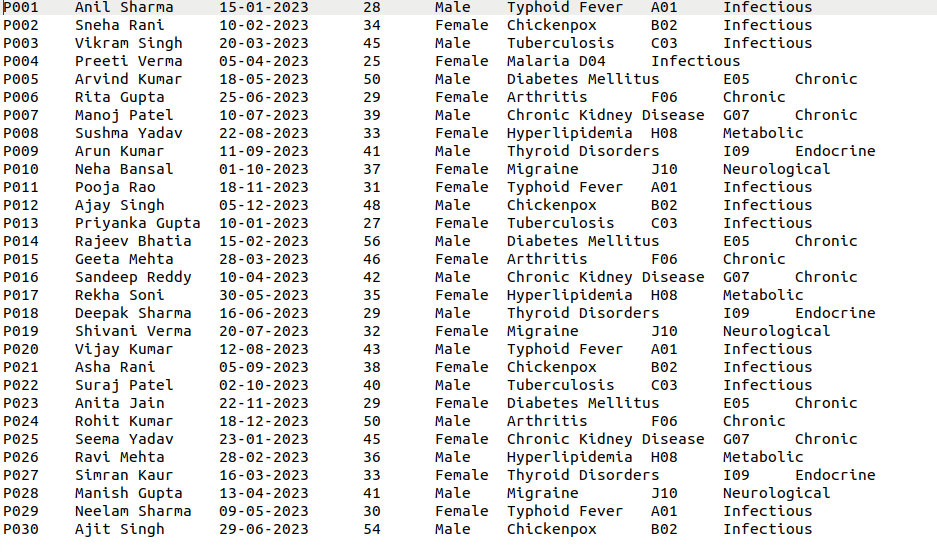 P001 Anil Sharma 15-01-2023 28 Male Typhoid Fever A01 Infectious
P002 Sneha Rani 10-02-2023 34 Female Chickenpox B02 Infectious
P003 Vikram Singh 20-03-2023 45 Male Tuberculosis C03 Infectious
P004 Preeti Verma 05-04-2023 25 Female Malaria D04 Infectious
P005 Arvind Kumar 18-05-2023 50 Male Diabetes Mellitus E05 Chronic
P006 Rita Gupta 25-06-2023 29 Female Arthritis F06 Chronic
P007 Manoj Patel 10-07-2023 39 Male Chronic Kidney Disease G07 Chronic
P008 Sushma Yadav 22-08-2023 33 Female Hyperlipidemia H08 Metabolic
P009 Arun Kumar 11-09-2023 41 Male Thyroid Disorders I09 Endocrine
P010 Neha Bansal 01-10-2023 37 Female Migraine J10 Neurological
P011 Pooja Rao 18-11-2023 31 Female Typhoid Fever A01 Infectious
P012 Ajay Singh 05-12-2023 48 Male Chickenpox B02 Infectious
P013 Priyanka Gupta 10-01-2023 27 Female Tuberculosis C03 Infectious
P014 Rajeev Bhatia 15-02-2023 56 Male Diabetes Mellitus E05 Chronic
P015 Geeta Mehta 28-03-2023 46 Female Arthritis F06 Chronic
P016 Sandeep Reddy 10-04-2023 42 Male Chronic Kidney Disease G07 Chronic
P017 Rekha Soni 30-05-2023 35 Female Hyperlipidemia H08 Metabolic
P018 Deepak Sharma 16-06-2023 29 Male Thyroid Disorders I09 Endocrine
P019 Shivani Verma 20-07-2023 32 Female Migraine J10 Neurological
P020 Vijay Kumar 12-08-2023 43 Male Typhoid Fever A01 Infectious
P021 Asha Rani 05-09-2023 38 Female Chickenpox B02 Infectious
P022 Suraj Patel 02-10-2023 40 Male Tuberculosis C03 Infectious
P023 Anita Jain 22-11-2023 29 Female Diabetes Mellitus E05 Chronic
P024 Rohit Kumar 18-12-2023 50 Male Arthritis F06 Chronic
P025 Seema Yadav 23-01-2023 45 Female Chronic Kidney Disease G07 Chronic
P026 Ravi Mehta 28-02-2023 36 Male Hyperlipidemia H08 Metabolic
P027 Simran Kaur 16-03-2023 33 Female Thyroid Disorders I09 Endocrine
P028 Manish Gupta 13-04-2023 41 Male Migraine J10 Neurological
P029 Neelam Sharma 09-05-2023 30 Female Typhoid Fever A01 Infectious
P030 Ajit Singh 29-06-2023 54 Male Chickenpox B02 Infectious